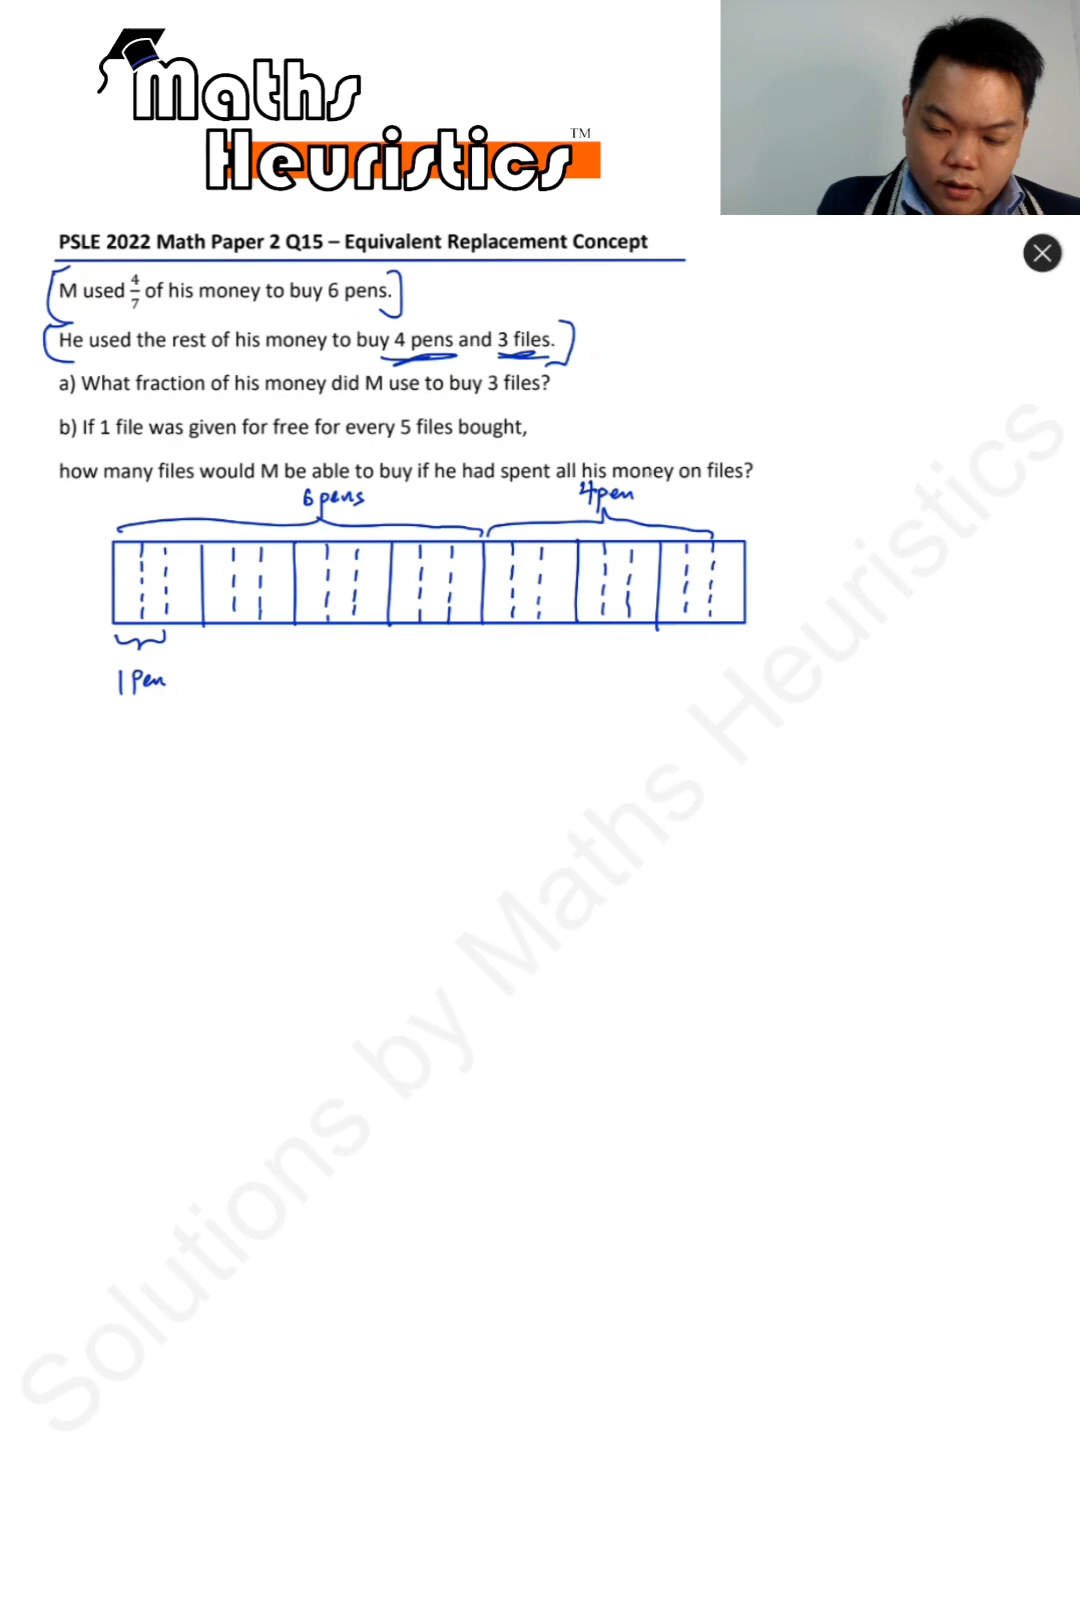 Maths
Heuristics™
PSLE 2022 Math Paper 2 Q15 – Equivalent Replacement Concept
M used 4/7 of his money to buy 6 pens.
He used the rest of his money to buy 4 pens and 3 files.
a) What fraction of his money did M use to buy 3 files?
b) If 1 file was given for free for every 5 files bought,
how many files would M be able to buy if he had spent all his money on files?
6 pens
4pen
1 Pen
Solutions by Maths Heuristics